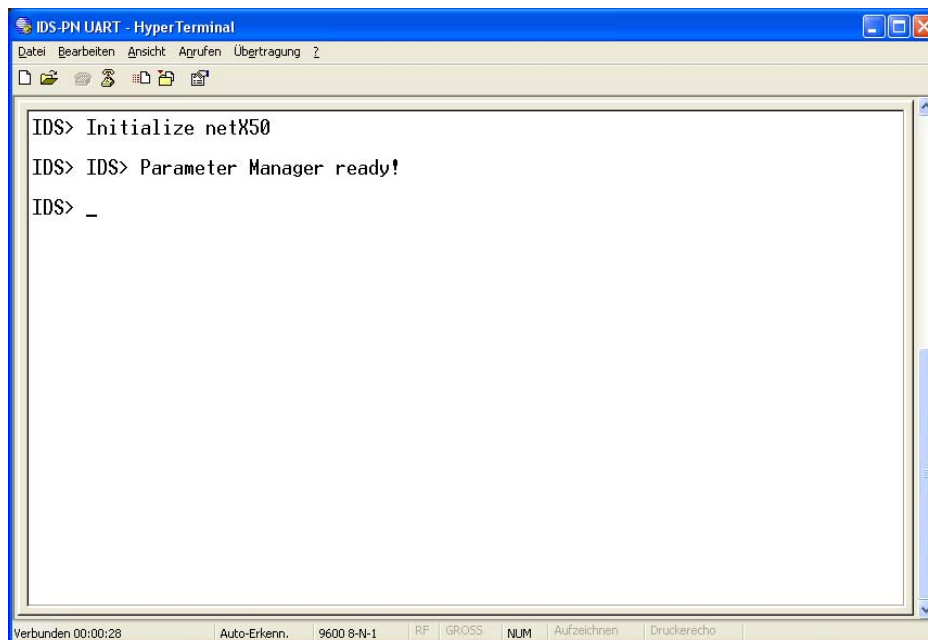 IDS-PN UART - HyperTerminal
Datei Bearbeiten Ansicht Anrufen Übertragung ?
IDS> Initialize netX50
IDS> IDS> Parameter Manager ready!
IDS> _
Verbunden 00:00:28 Auto-Erkenn. 9600 8-N-1 RF GROSS NUM Aufzeichnen Druckerecho